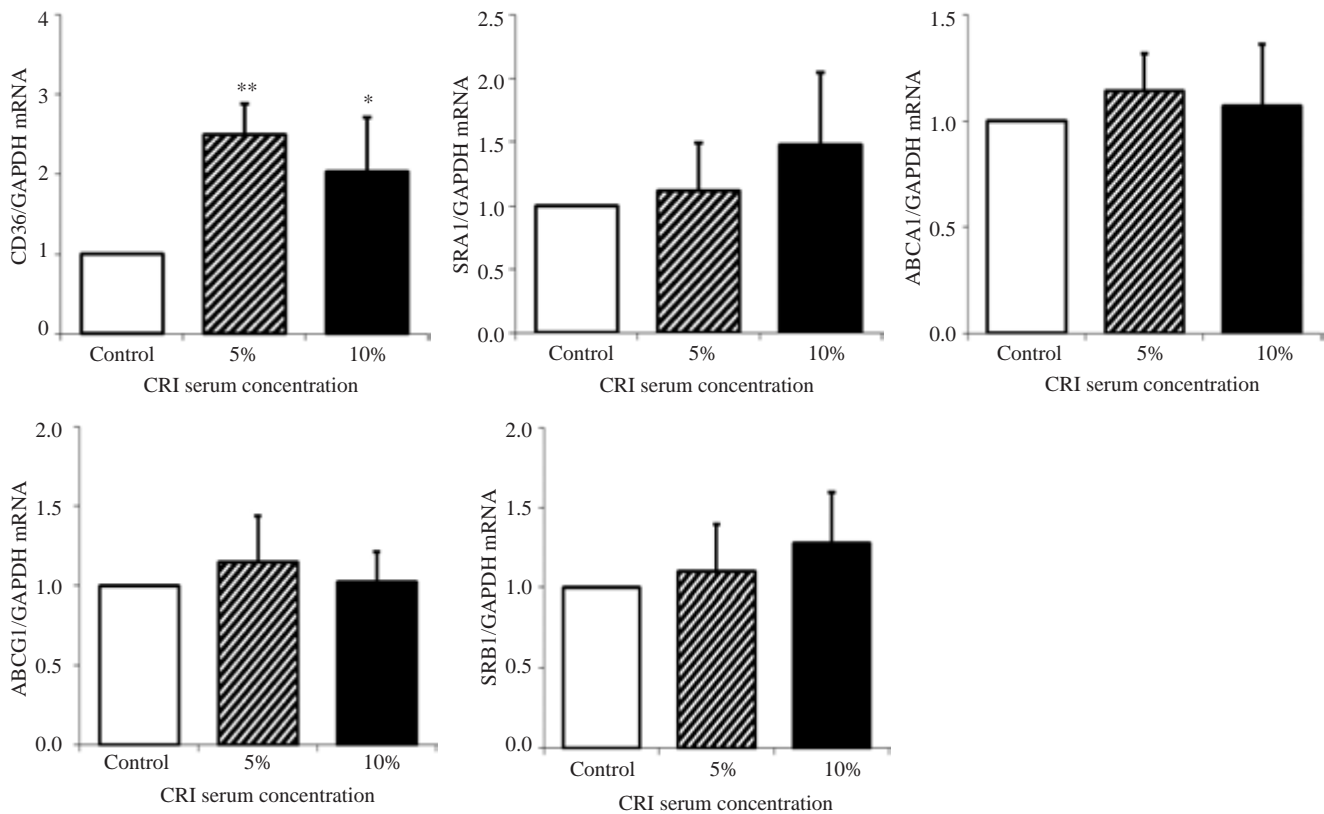 CD36/GAPDH mRNA
4
3
2
1
0
**
*
Control 5% 10%
CRI serum concentration
SRA1/GAPDH mRNA
2.5
2.0
1.5
1.0
0.5
0.0
Control 5% 10%
CRI serum concentration
ABCA1/GAPDH mRNA
1.5
1.0
0.5
0.0
Control 5% 10%
CRI serum concentration
ABCG1/GAPDH mRNA
2.0
1.5
1.0
0.5
0.0
Control 5% 10%
CRI serum concentration
SRB1/GAPDH mRNA
2.0
1.5
1.0
0.5
0.0
Control 5% 10%
CRI serum concentration